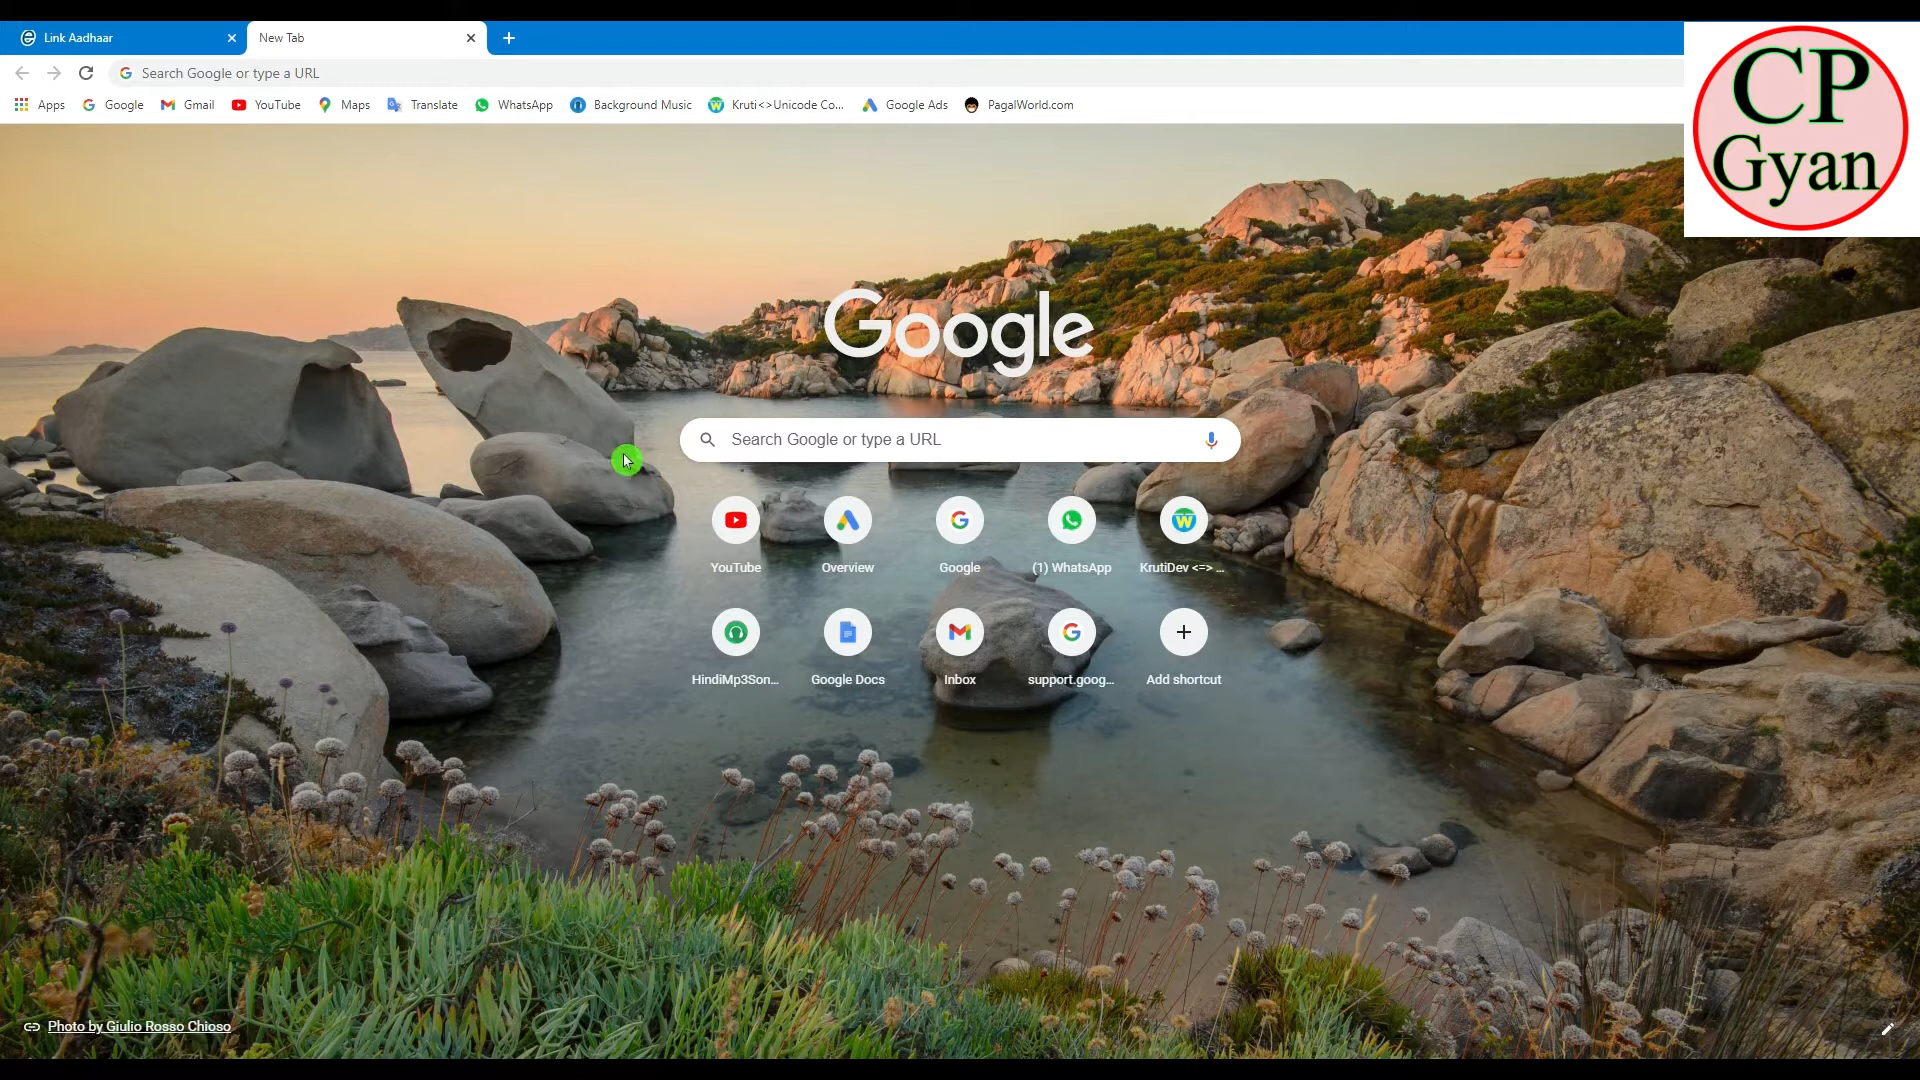 Link Aadhaar
New Tab
Search Google or type a URL
Apps Google Gmail YouTube Maps Translate WhatsApp Background Music Kruti<>Unicode Co... Google Ads PagalWorld.com
CP
Gyan
Google
Search Google or type a URL
YouTube Overview Google (1) WhatsApp KrutiDev <=> ...
HindiMp3Son... Google Docs Inbox support.goog... Add shortcut
Photo by Giulio Rosso Chioso